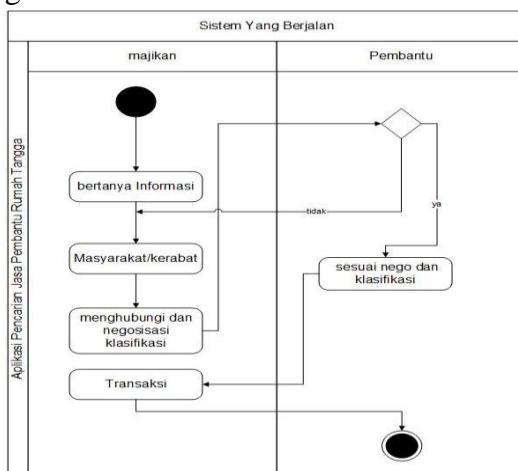 g
Sistem Yang Berjalan
majikan
Pembantu
Aplikasi Pencarian Jasa Pembantu Rumah Tangga
bertanya Informasi
tidak
ya
Masyarakat/kerabat
sesuai nego dan
klasifikasi
menghubungi dan
negosisasi
klasifikasi
Transaksi